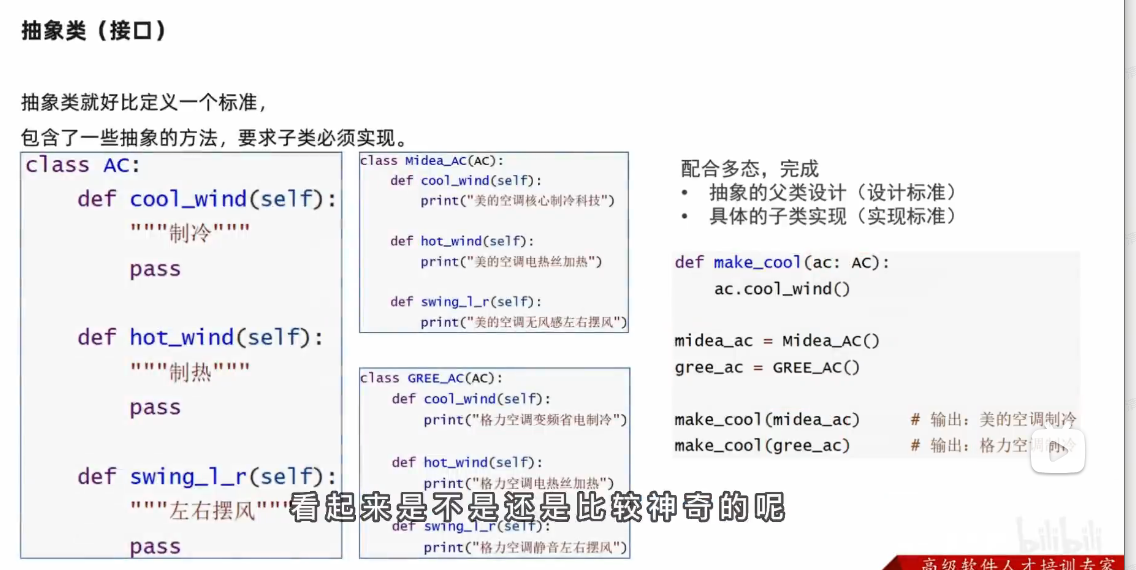 抽象类（接口）
抽象类就好比定义一个标准，
包含了一些抽象的方法，要求子类必须实现。
class AC:
def cool_wind(self):
"""制冷"""
pass
def hot_wind(self):
"""制热"""
pass
def swing_l_r(self):
"""左右摆风"""
pass
class Midea_AC(AC):
def cool_wind(self):
print("美的空调核心制冷科技")
def hot_wind(self):
print("美的空调电热丝加热")
def swing_l_r(self):
print("美的空调无风感左右摆风")
class GREE_AC(AC):
def cool_wind(self):
print("格力空调变频省电制冷")
def hot_wind(self):
print("格力空调电热丝加热")
def swing_l_r(self):
print("格力空调静音左右摆风")
配合多态，完成
• 抽象的父类设计（设计标准）
• 具体的子类实现（实现标准）
def make_cool(ac: AC):
ac.cool_wind()
midea_ac = Midea_AC()
gree_ac = GREE_AC()
make_cool(midea_ac) # 输出：美的空调制冷
make_cool(gree_ac) # 输出：格力空调制冷
看起来是不是还是比较神奇的呢
bilibili
高级软件人才培训专家